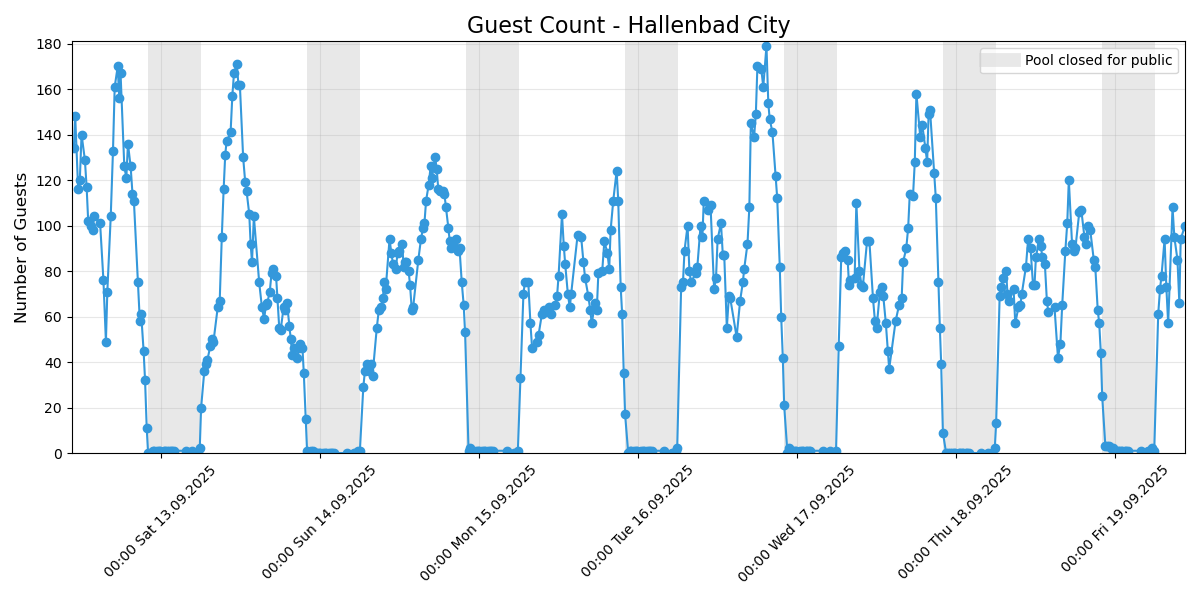 Guest Count - Hallenbad City
Pool closed for public
Number of Guests
180
160
140
120
100
80
60
40
20
0
00:00 Sat 13.09.2025
00:00 Sun 14.09.2025
00:00 Mon 15.09.2025
00:00 Tue 16.09.2025
00:00 Wed 17.09.2025
00:00 Thu 18.09.2025
00:00 Fri 19.09.2025